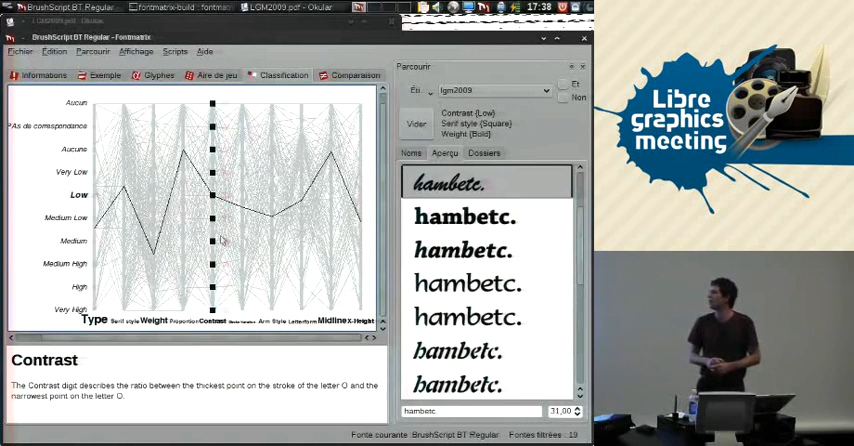 BrushScript BT Regular
fontmatrix-build : fontm
LGM2009.pdf - Okular
17:38
LGM2009.pdf - Okular
BrushScript BT Regular - Fontmatrix
Fichier Édition Parcourir Affichage Scripts Aide
Informations Exemple Glyphes Aire de jeu Classification Comparaison
Aucun
PAs de correspondance
Aucune
Very Low
Low
Medium Low
Medium
Medium High
High
Very High
Type Serif style Weight Proportion Contrast Arm Style Letterform Midline X-Height
Contrast
The Contrast digit describes the ratio between the thickest point on the stroke of the letter O and the
narrowest point on the letter O.
Parcourir
Éti. lgm2009 Et
Non
Vider
Contrast {Low}
Serif style {Square}
Weight {Bold}
Noms Aperçu Dossiers
hambetc.
hambetc.
hambetc.
hambetc.
hambetc.
hambetc.
hambetc.
hambetc. 31,00
Fonte courante: BrushScript BT Regular Fontes filtrées : 19
Libre
graphics
meeting